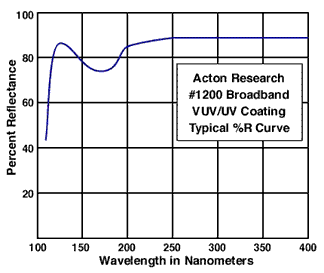 100
80
60
40
20
Percent Reflectance
Acton Research
#1200 Broadband
VUV/UV Coating
Typical %R Curve
100 150 200 250 300 350 400
Wavelength in Nanometers